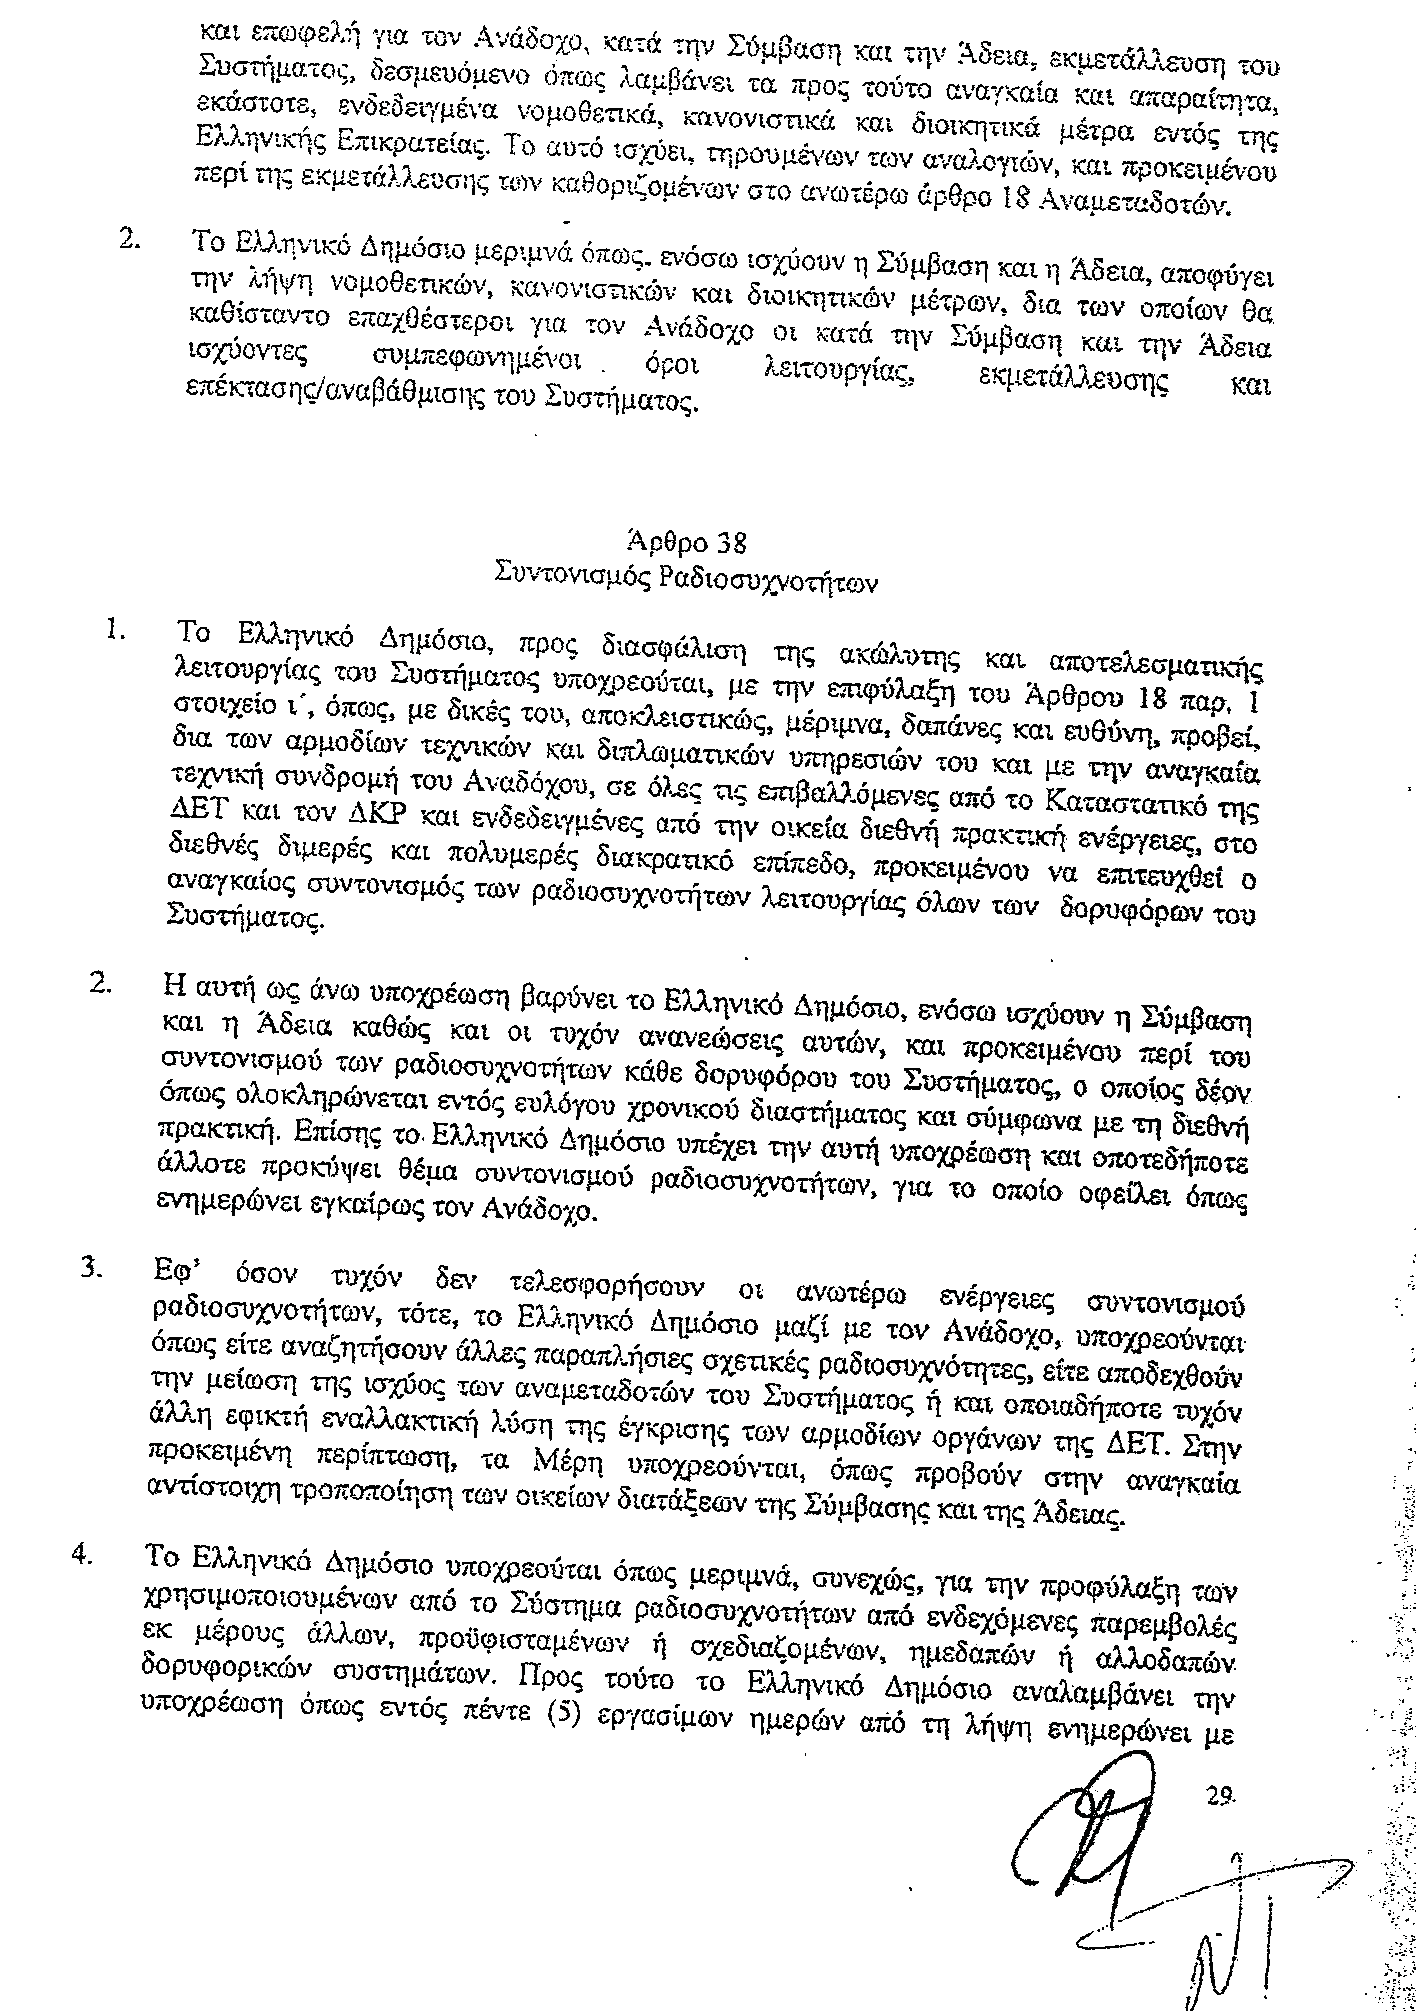 και επωφελή για τον Ανάδοχο, κατά την Σύμβαση και την Άδεια, εκμετάλλευση του
Συστήματος, δεσμευόμενο όπως λαμβάνει τα προς τούτο αναγκαία και απαραίτητα,
εκάστοτε, ενδεδειγμένα νομοθετικά, κανονιστικά και διοικητικά μέτρα εντός της
Ελληνικής Επικρατείας. Το αυτό ισχύει, τηρουμένων των αναλογιών, και προκειμένου
περί της εκμετάλλευσης των καθοριζομένων στο ανωτέρω άρθρο 18 Αναμεταδοτών.
2. Το Ελληνικό Δημόσιο μεριμνά όπως, ενόσω ισχύουν η Σύμβαση και η Άδεια, αποφύγει
την λήψη νομοθετικών, κανονιστικών και διοικητικών μέτρων, δια των οποίων θα
καθίσταντο επαχθέστεροι για τον Ανάδοχο οι κατά την Σύμβαση και την Άδεια
ισχύοντες συμπεφωνημένοι όροι λειτουργίας, εκμετάλλευσης και
επέκτασης/αναβάθμισης του Συστήματος.
Άρθρο 38
Συντονισμός Ραδιοσυχνοτήτων
1. Το Ελληνικό Δημόσιο, προς διασφάλιση της ακώλυτης και αποτελεσματικής
λειτουργίας του Συστήματος υποχρεούται, με την επιφύλαξη του Άρθρου 18 παρ. 1
στοιχείο ι΄, όπως, με δικές του, αποκλειστικώς, μέριμνα, δαπάνες και ευθύνη, προβεί,
δια των αρμοδίων τεχνικών και διπλωματικών υπηρεσιών του και με την αναγκαία
τεχνική συνδρομή του Αναδόχου, σε όλες τις επιβαλλόμενες από το Καταστατικό της
ΔΕΤ και τον ΔΚΡ και ενδεδειγμένες από την οικεία διεθνή πρακτική ενέργειες, στο
διεθνές διμερές και πολυμερές διακρατικό επίπεδο, προκειμένου να επιτευχθεί ο
αναγκαίος συντονισμός των ραδιοσυχνοτήτων λειτουργίας όλων των δορυφόρων του
Συστήματος.
2. Η αυτή ως άνω υποχρέωση βαρύνει το Ελληνικό Δημόσιο, ενόσω ισχύουν η Σύμβαση
και η Άδεια καθώς και οι τυχόν ανανεώσεις αυτών, και προκειμένου περί του
συντονισμού των ραδιοσυχνοτήτων κάθε δορυφόρου του Συστήματος, ο οποίος δέον
όπως ολοκληρώνεται εντός ευλόγου χρονικού διαστήματος και σύμφωνα με τη διεθνή
πρακτική. Επίσης το Ελληνικό Δημόσιο υπέχει την αυτή υποχρέωση και οποτεδήποτε
άλλοτε προκύψει θέμα συντονισμού ραδιοσυχνοτήτων, για το οποίο οφείλει όπως
ενημερώνει εγκαίρως τον Ανάδοχο.
3. Εφ’ όσον τυχόν δεν τελεσφορήσουν οι ανωτέρω ενέργειες συντονισμού
ραδιοσυχνοτήτων, τότε, το Ελληνικό Δημόσιο μαζί με τον Ανάδοχο, υποχρεούνται
όπως είτε αναζητήσουν άλλες παραπλήσιες σχετικές ραδιοσυχνότητες, είτε αποδεχθούν
την μείωση της ισχύος των αναμεταδοτών του Συστήματος ή και οποιαδήποτε τυχόν
άλλη εφικτή εναλλακτική λύση της έγκρισης των αρμοδίων οργάνων της ΔΕΤ. Στην
προκειμένη περίπτωση, τα Μέρη υποχρεούνται, όπως προβούν στην αναγκαία
αντίστοιχη τροποποίηση των οικείων διατάξεων της Σύμβασης και της Άδειας.
4. Το Ελληνικό Δημόσιο υποχρεούται όπως μεριμνά, συνεχώς, για την προφύλαξη των
χρησιμοποιουμένων από το Σύστημα ραδιοσυχνοτήτων από ενδεχόμενες παρεμβολές
εκ μέρους άλλων, προϋφισταμένων ή σχεδιαζομένων, ημεδαπών ή αλλοδαπών
δορυφορικών συστημάτων. Προς τούτο το Ελληνικό Δημόσιο αναλαμβάνει την
υποχρέωση όπως εντός πέντε (5) εργασίμων ημερών από τη λήψη ενημερώνει με
29